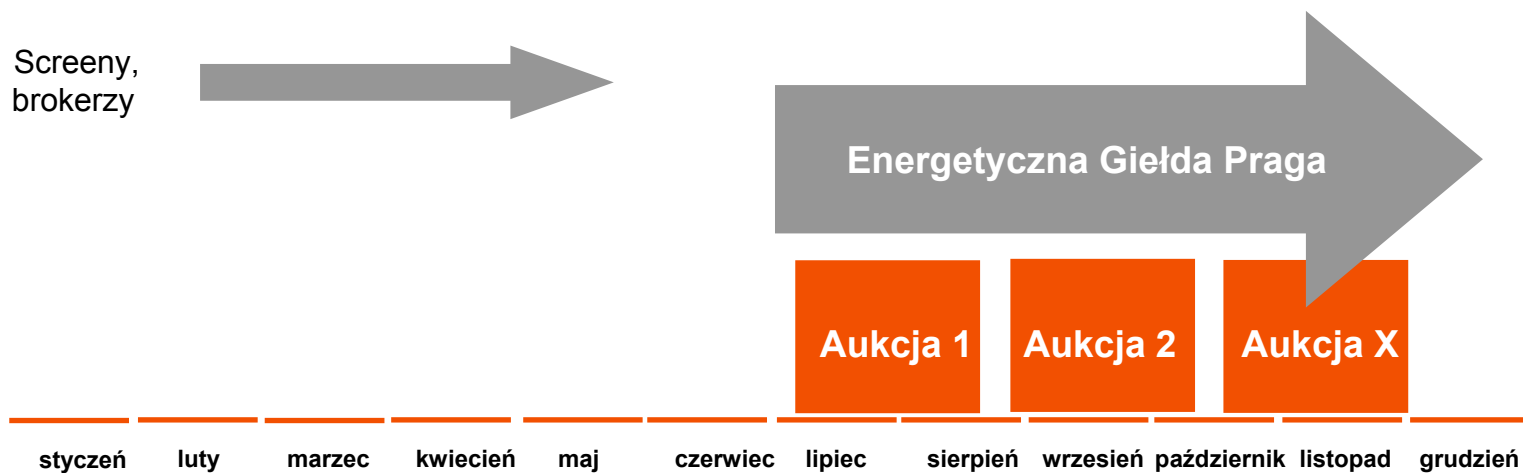 Screeny,
brokerzy
Energetyczna Giełda Praga
Aukcja 1 Aukcja 2 Aukcja X
styczeń luty marzec kwiecień maj czerwiec lipiec sierpień wrzesień październik listopad grudzień